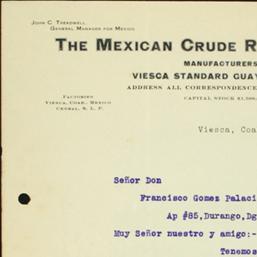 JOHN C. TREADWELL,
GENERAL MANAGER FOR MEXICO
THE MEXICAN CRUDE R
MANUFACTURERS
VIESCA STANDARD GUAY
ADDRESS ALL CORRESPONDENCE
FACTORIES
VIESCA, COAH., MEXICO
CEDRAL, S. L. P.
CAPITAL STOCK $1,500,
Viesca, Coa
Señor Don
Francisco Gomez Palaci
Ap #85,Durango,Dg
Muy Señor nuestro y amigo:-
Tenemos